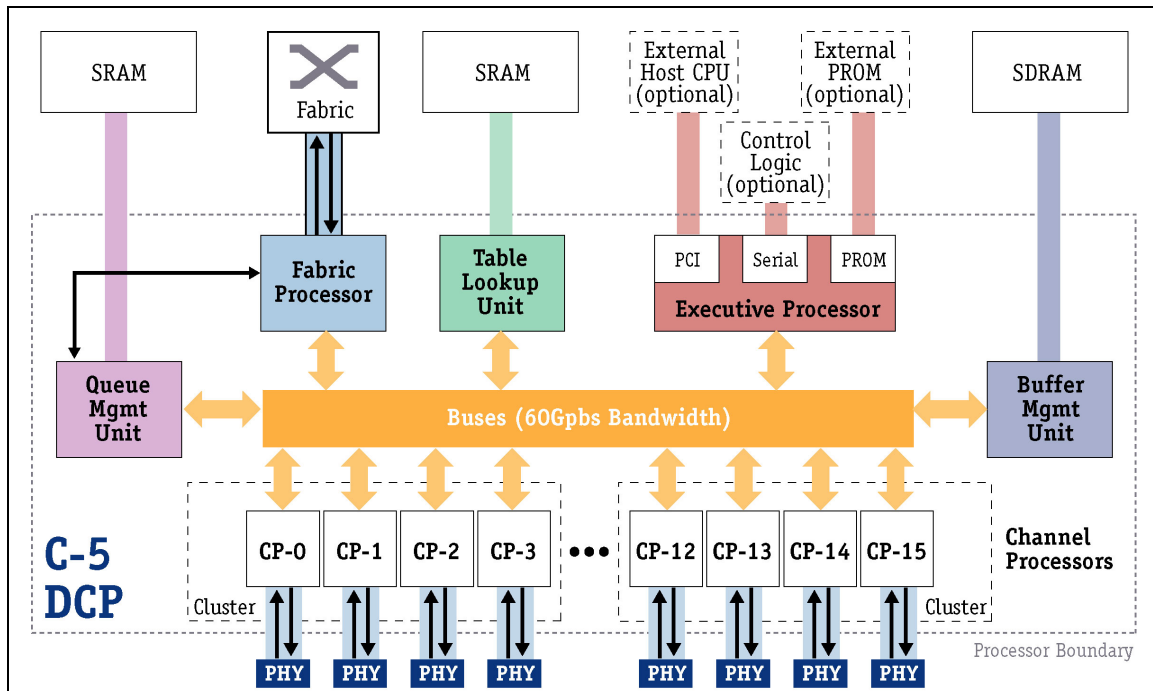 SRAM
Fabric
SRAM
External
Host CPU
(optional)
External
PROM
(optional)
SDRAM
Control
Logic
(optional)
Fabric
Processor
Table
Lookup
Unit
PCI
Serial
PROM
Executive Processor
Queue
Mgmt
Unit
Buses (60Gpbs Bandwidth)
Buffer
Mgmt
Unit
C-5
DCP
CP-0
CP-1
CP-2
CP-3
CP-12
CP-13
CP-14
CP-15
Channel
Processors
Cluster
Cluster
Processor Boundary
PHY
PHY
PHY
PHY
PHY
PHY
PHY
PHY